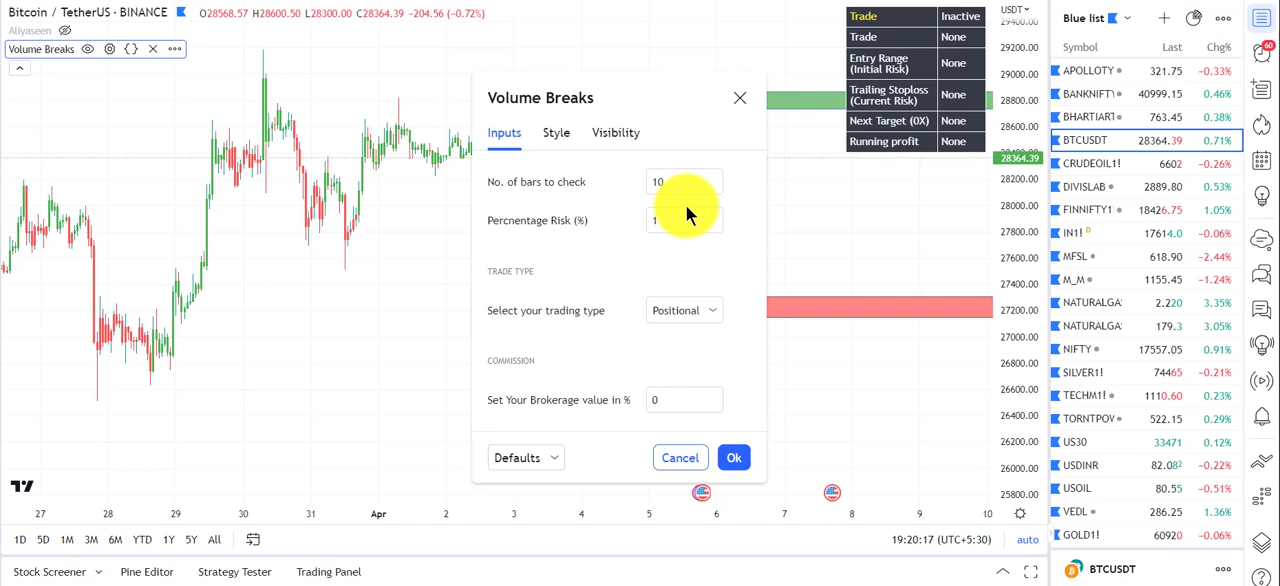 Bitcoin / TetherUS · BINANCE O28568.57 H28600.50 L28300.00 C28364.39 -204.56 (-0.72%)
Aliyaseen
Volume Breaks
Trade Inactive
Trade None
Entry Range (Initial Risk) None
Trailing Stoploss (Current Risk) None
Next Target (0X) None
Running profit None
USDT
29400.00
29200.00
29000.00
28800.00
28600.00
28364.39
28200.00
28000.00
27800.00
27600.00
27400.00
27200.00
27000.00
26800.00
26600.00
26400.00
26200.00
26000.00
25800.00
Volume Breaks
Inputs Style Visibility
No. of bars to check 10
Percnentage Risk (%) 1
TRADE TYPE
Select your trading type Positional
COMMISSION
Set Your Brokerage value in % 0
Defaults Cancel Ok
27 28 29 30 31 Apr 2 3 4 5 6 7 8 9 10
1D 5D 1M 3M 6M YTD 1Y 5Y All 19:20:17 (UTC+5:30) auto
Stock Screener Pine Editor Strategy Tester Trading Panel
Blue list
Symbol Last Chg%
APOLLOTY 321.75 -0.33%
BANKNIFTY 40999.15 0.46%
BHARTIART 763.45 0.38%
BTCUSDT 28364.39 0.71%
CRUDEOIL1! 6602 -0.26%
DIVISLAB 2889.80 0.53%
FINNIFTY1 18426.75 1.05%
IN1! D 17614.0 -0.06%
MFSL 618.90 -2.44%
M_M 1155.45 -1.24%
NATURALGA 2.220 3.35%
NATURALGA 179.3 3.05%
NIFTY 17557.05 0.91%
SILVER1! 74465 -0.21%
TECHM1! 1110.60 0.23%
TORNTPOV 522.15 0.29%
US30 33471 0.12%
USDINR 82.082 -0.22%
USOIL 80.55 -0.51%
VEDL 286.25 1.36%
GOLD1! 60920 -0.06%
BTCUSDT
60